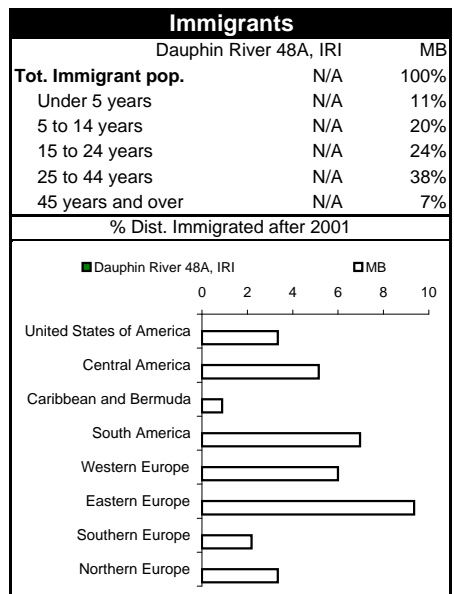 Immigrants
Dauphin River 48A, IRI MB
Tot. Immigrant pop. N/A 100%
Under 5 years N/A 11%
5 to 14 years N/A 20%
15 to 24 years N/A 24%
25 to 44 years N/A 38%
45 years and over N/A 7%
% Dist. Immigrated after 2001
Dauphin River 48A, IRI MB
0 2 4 6 8 10
United States of America
Central America
Caribbean and Bermuda
South America
Western Europe
Eastern Europe
Southern Europe
Northern Europe